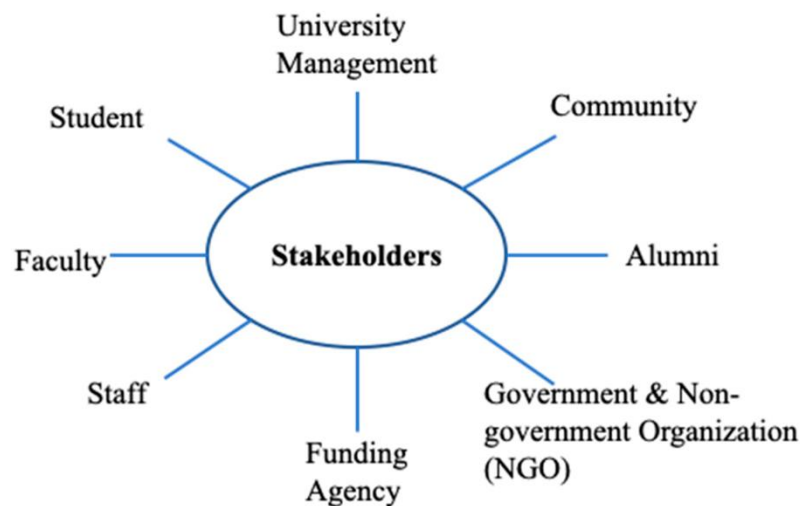 University
Management
Student
Community
Faculty
Stakeholders
Alumni
Staff
Government & Non-
government Organization
(NGO)
Funding
Agency